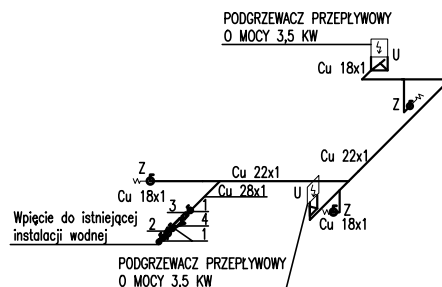 PODGRZEWACZ PRZEPŁYWOWY
O MOCY 3,5 KW
U
Cu 18x1
Z
Cu 22x1
Z
Cu 22x1
Cu 18x1
Cu 28x1
U
3
1
4
Z
Wpięcie do istniejącej
2
instalacji wodnej
1
Cu 18x1
PODGRZEWACZ PRZEPŁYWOWY
O MOCY 3,5 KW